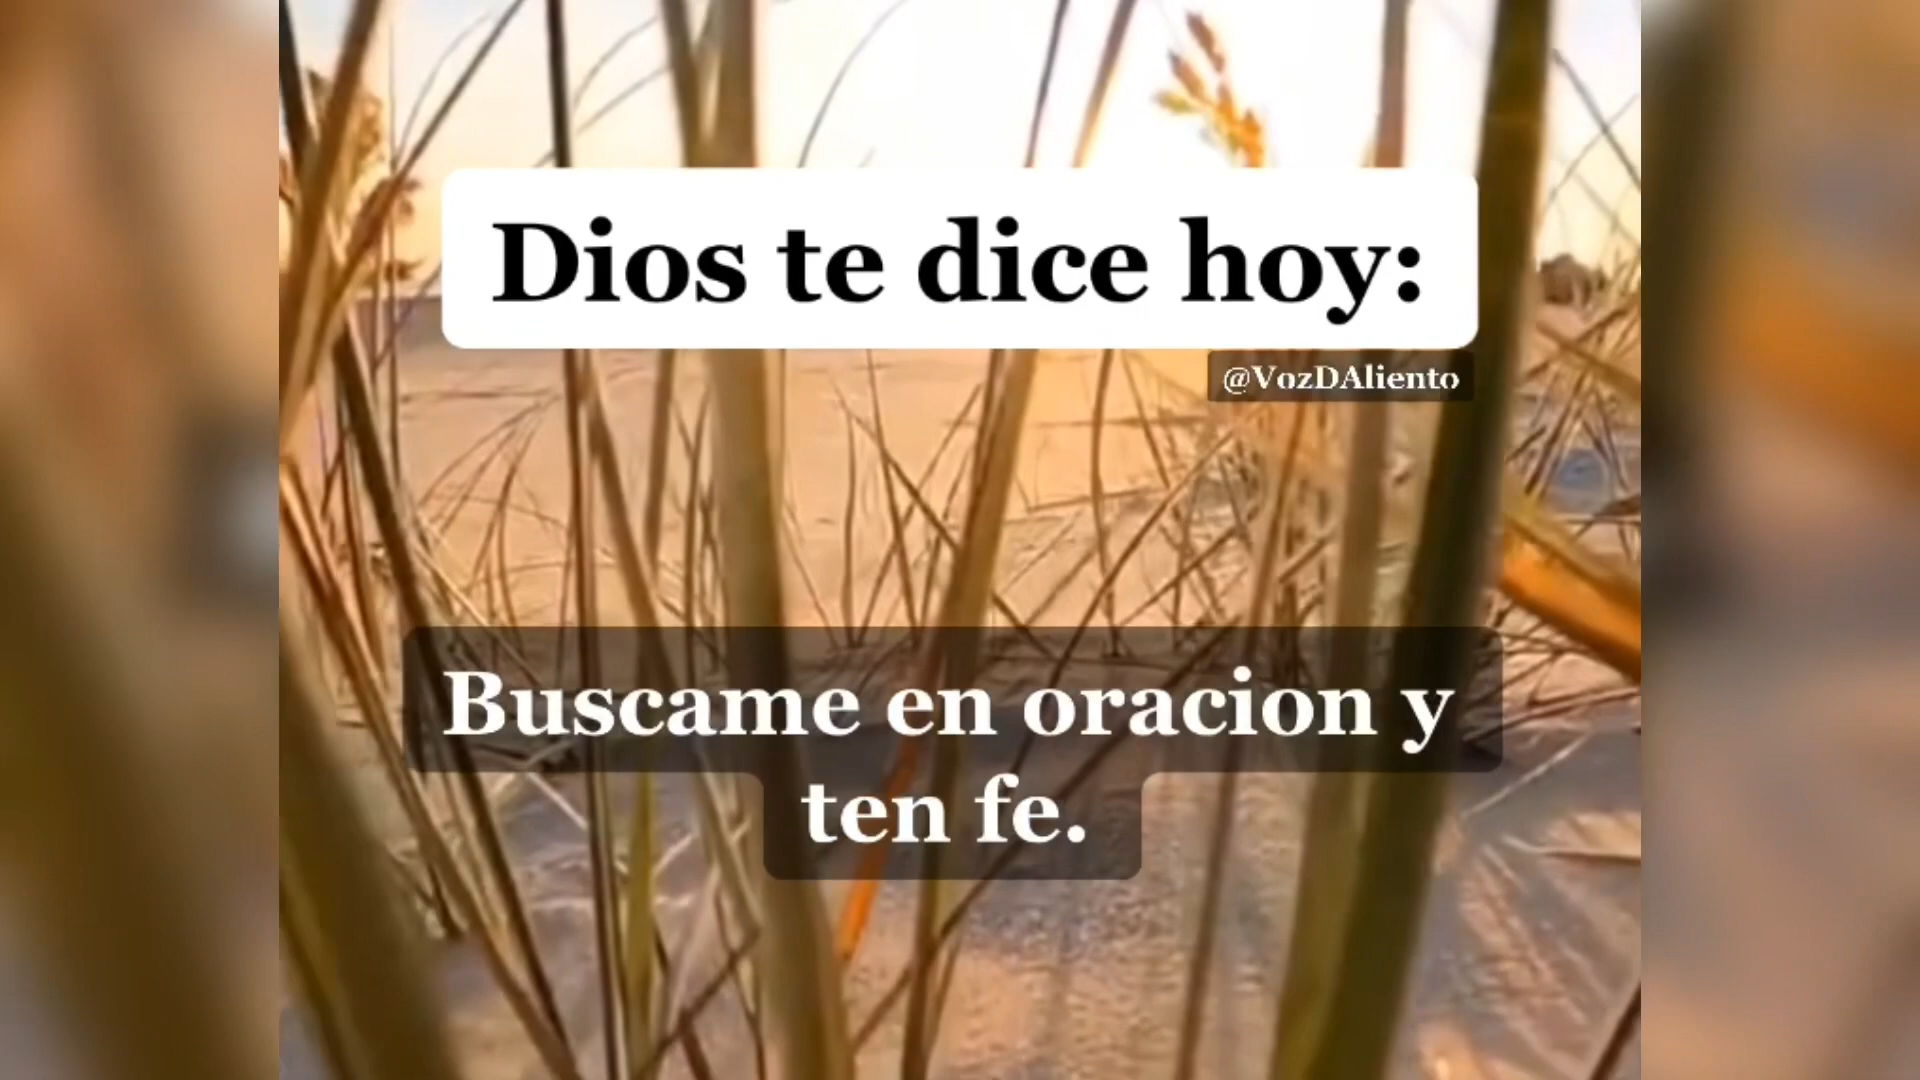 Dios te dice hoy:
@VozDAliento
Buscame en oracion y
ten fe.